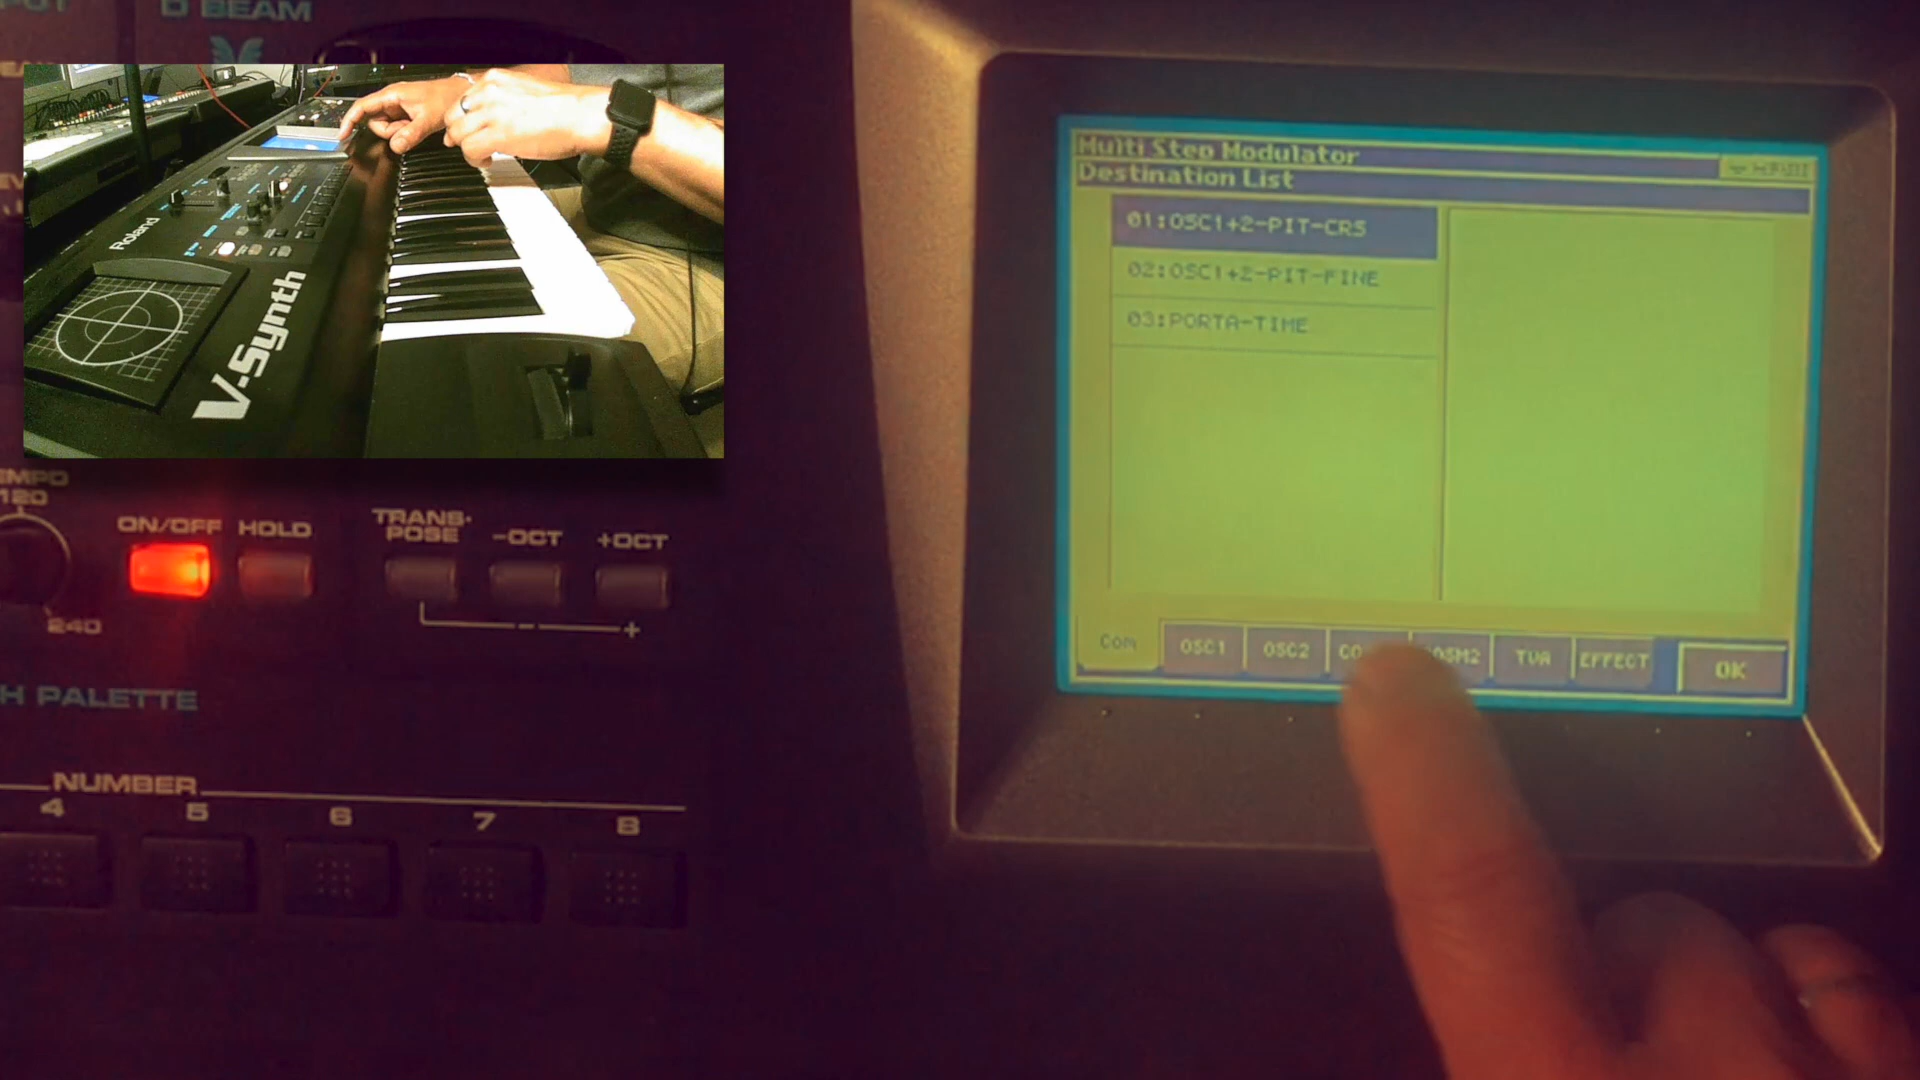 D BEAM
Roland
V-Synth
120
240
ON/OFF
HOLD
TRANS-
POSE
-OCT
+OCT
- +
H PALETTE
NUMBER
4 5 6 7 8
Multi Step Modulator
Destination List
01:OSC1+2-PIT-CRS
02:OSC1+2-PIT-FINE
03:PORTA-TIME
Com OSC1 OSC2 TVA EFFECT OK